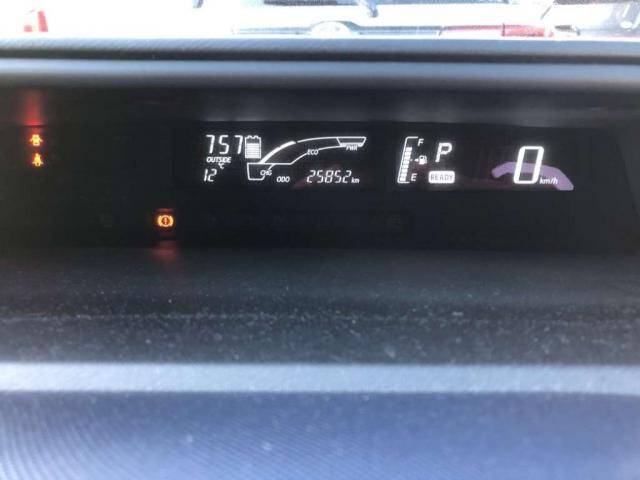 757 ECO PWR
OUTSIDE
°C CHG
12 ODO 25852 km
F
E
P
READY
0 km/h